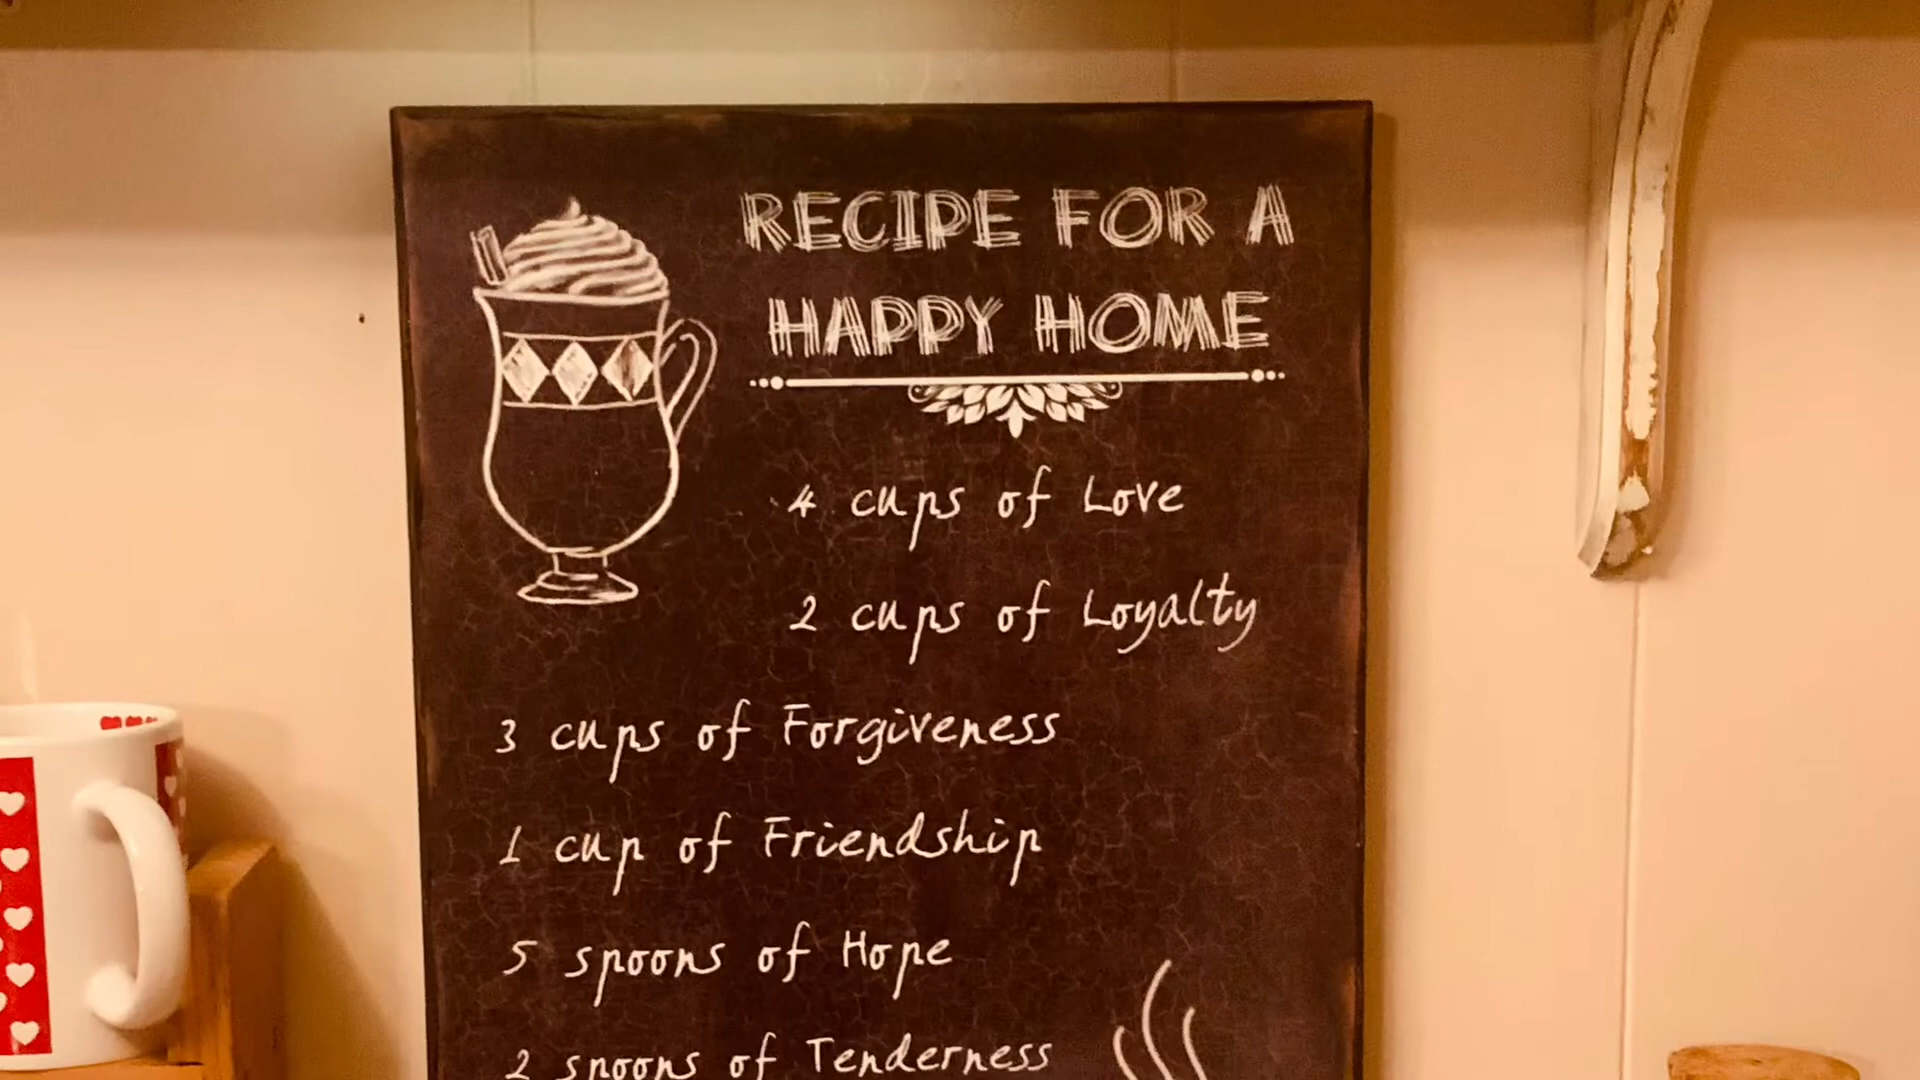 RECIPE FOR A
HAPPY HOME
4 cups of Love
2 cups of Loyalty
3 cups of Forgiveness
1 cup of Friendship
5 spoons of Hope
2 spoons of Tenderness